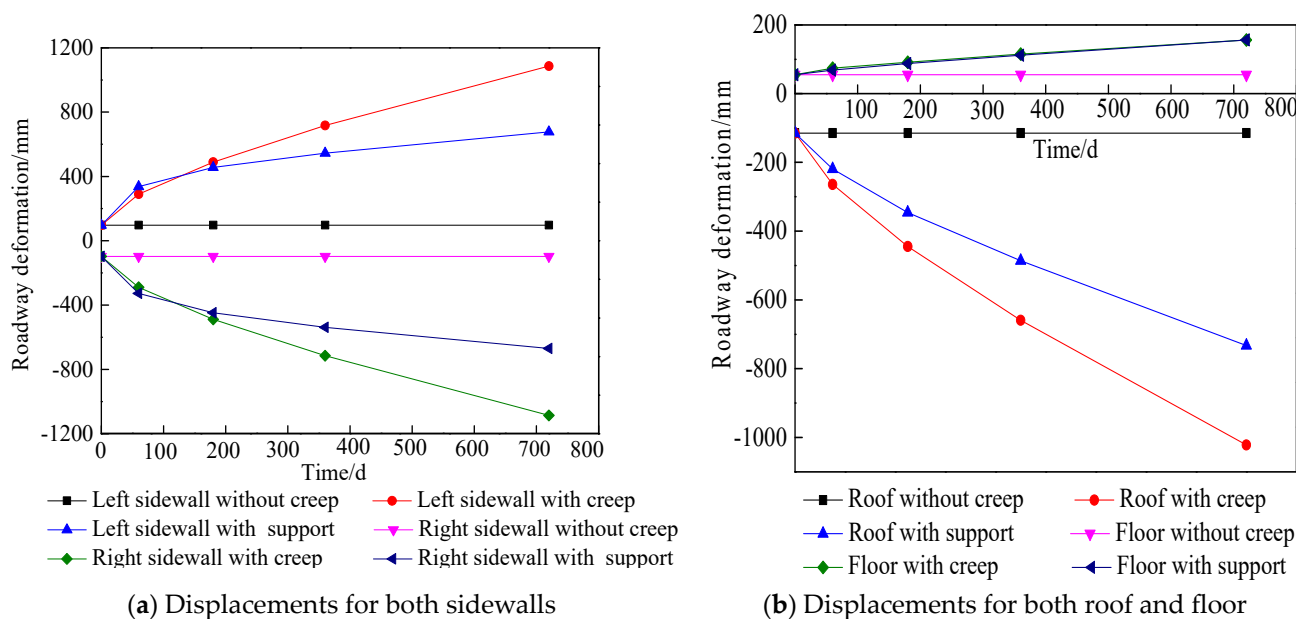 1200
800
400
0
-400
-800
-1200
Roadway deformation/mm
0 100 200 300 400 500 600 700 800
Time/d
Left sidewall without creep
Left sidewall with creep
Left sidewall with support
Right sidewall without creep
Right sidewall with creep
Right sidewall with support
(a) Displacements for both sidewalls
200
0
-200
-400
-600
-800
-1000
Roadway deformation/mm
100 200 300 400 500 600 700 800
Time/d
Roof without creep
Roof with creep
Roof with support
Floor without creep
Floor with creep
Floor with support
(b) Displacements for both roof and floor